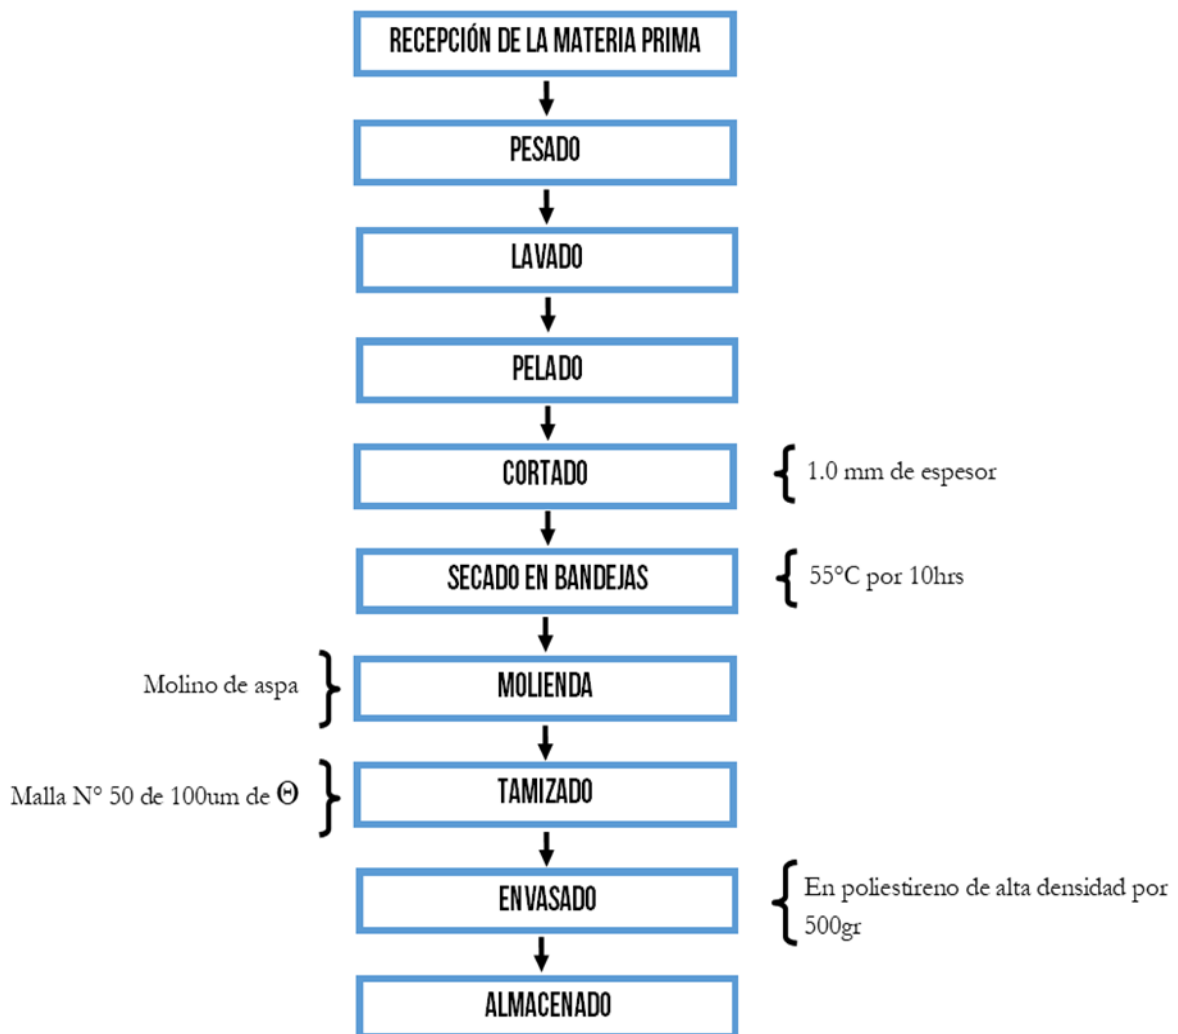 RECEPCIÓN DE LA MATERIA PRIMA
PESADO
LAVADO
PELADO
CORTADO
1.0 mm de espesor
SECADO EN BANDEJAS
55°C por 10hrs
Molino de aspa
MOLIENDA
Malla N° 50 de 100um de Θ
TAMIZADO
ENVASADO
En poliestireno de alta densidad por
500gr
ALMACENADO